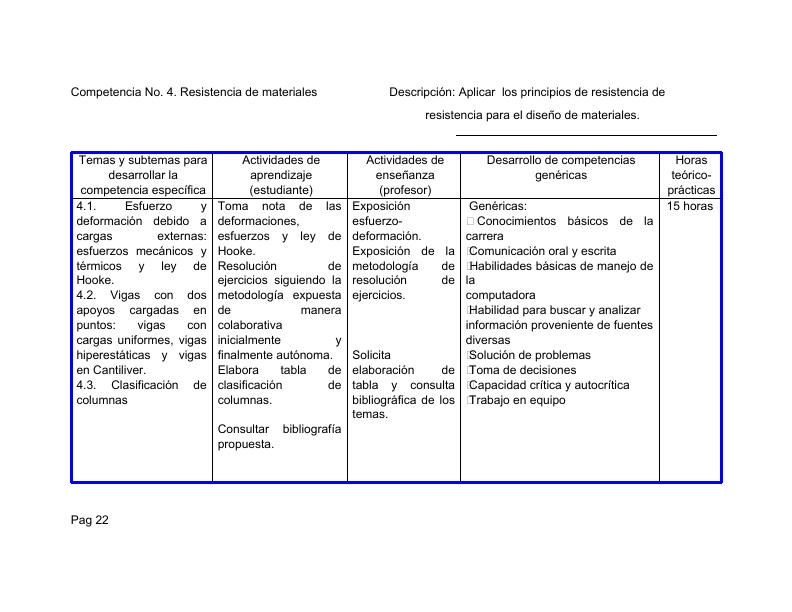 Competencia No. 4. Resistencia de materiales
Descripción: Aplicar los principios de resistencia de
resistencia para el diseño de materiales.
Temas y subtemas para
desarrollar la
competencia específica
Actividades de
aprendizaje
(estudiante)
Actividades de
enseñanza
(profesor)
Desarrollo de competencias
genéricas
Horas
teórico-
prácticas
4.1. Esfuerzo y
deformación debido a
cargas externas:
esfuerzos mecánicos y
térmicos y ley de
Hooke.
4.2. Vigas con dos
apoyos cargadas en
puntos: vigas con
cargas uniformes, vigas
hiperestáticas y vigas
en Cantiliver.
4.3. Clasificación de
columnas
Toma nota de las
deformaciones,
esfuerzos y ley de
Hooke.
Resolución de
ejercicios siguiendo la
metodología expuesta
de manera
colaborativa
inicialmente y
finalmente autónoma.
Elabora tabla de
clasificación de
columnas.
Consultar bibliografía
propuesta.
Exposición
esfuerzo-
deformación.
Exposición de la
metodología de
resolución de
ejercicios.
Solicita
elaboración de
tabla y consulta
bibliográfica de los
temas.
Genéricas:
Conocimientos básicos de la
carrera
Comunicación oral y escrita
Habilidades básicas de manejo de
la
computadora
Habilidad para buscar y analizar
información proveniente de fuentes
diversas
Solución de problemas
Toma de decisiones
Capacidad crítica y autocrítica
Trabajo en equipo
15 horas
Pag 22